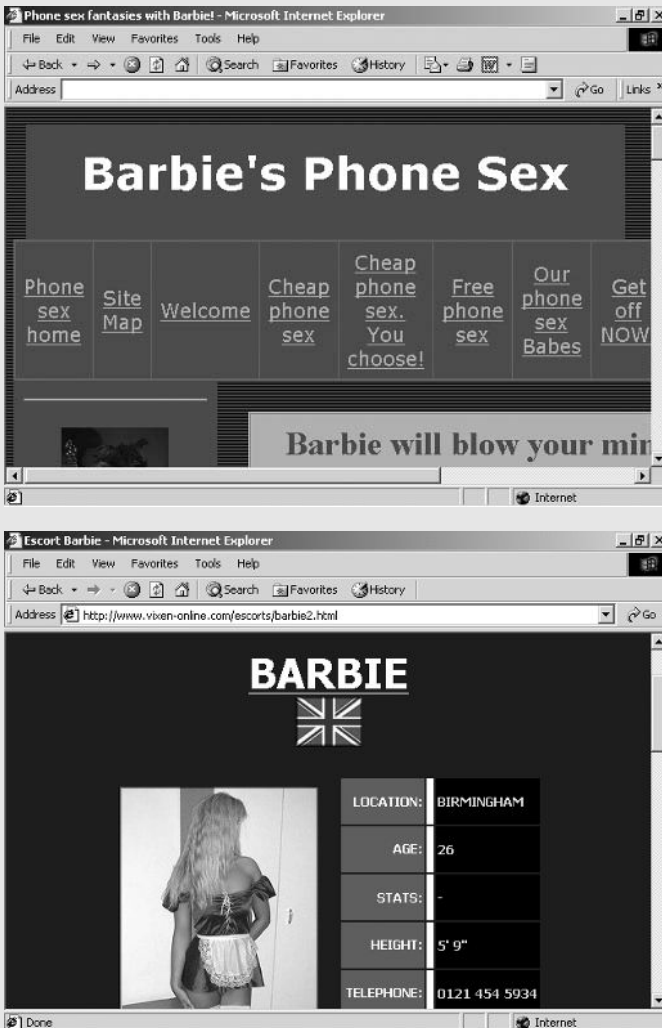 Phone sex fantasies with Barbie! - Microsoft Internet Explorer
File Edit View Favorites Tools Help
Back Search Favorites History
Address Go Links
Barbie's Phone Sex
Phone sex home
Site Map
Welcome
Cheap phone sex
Cheap phone sex. You choose!
Free phone sex
Our phone sex Babes
Get off NOW
Barbie will blow your min
Internet
Escort Barbie - Microsoft Internet Explorer
File Edit View Favorites Tools Help
Back Search Favorites History
Address http://www.vixen-online.com/escorts/barbie2.html Go
BARBIE
LOCATION: BIRMINGHAM
AGE: 26
STATS: -
HEIGHT: 5' 9"
TELEPHONE: 0121 454 5934
Done Internet